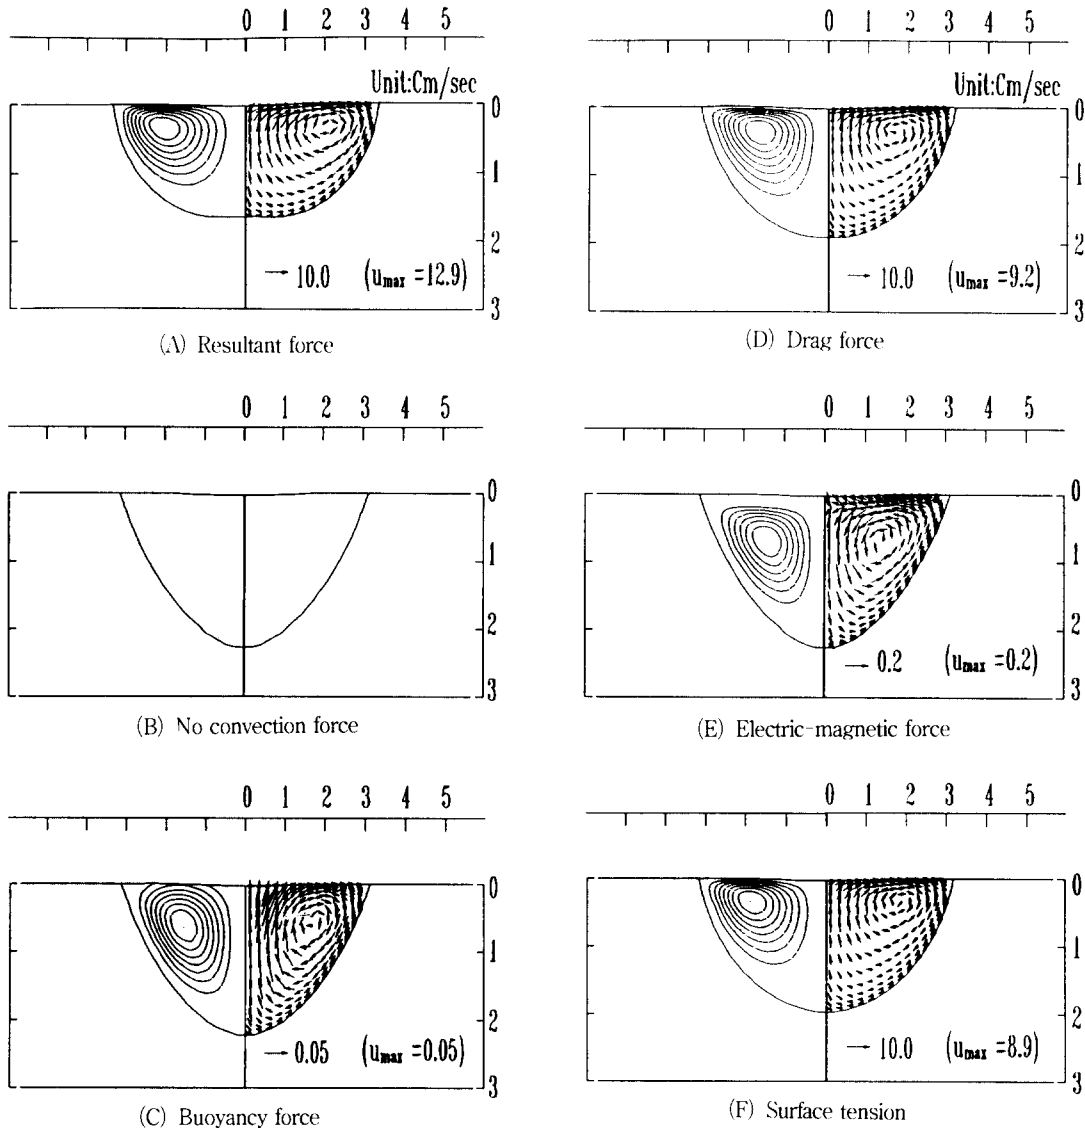 0 1 2 3 4 5
Unit:Cm/sec
0
1
2
3
→ 10.0 (umax =12.9)
(A) Resultant force
0 1 2 3 4 5
Unit:Cm/sec
0
1
2
3
→ 10.0 (umax =9.2)
(D) Drag force
0 1 2 3 4 5
0
1
2
3
(B) No convection force
0 1 2 3 4 5
0
1
2
3
→ 0.2 (umax =0.2)
(E) Electric-magnetic force
0 1 2 3 4 5
0
1
2
3
→ 0.05 (umax =0.05)
(C) Buoyancy force
0 1 2 3 4 5
0
1
2
3
→ 10.0 (umax =8.9)
(F) Surface tension